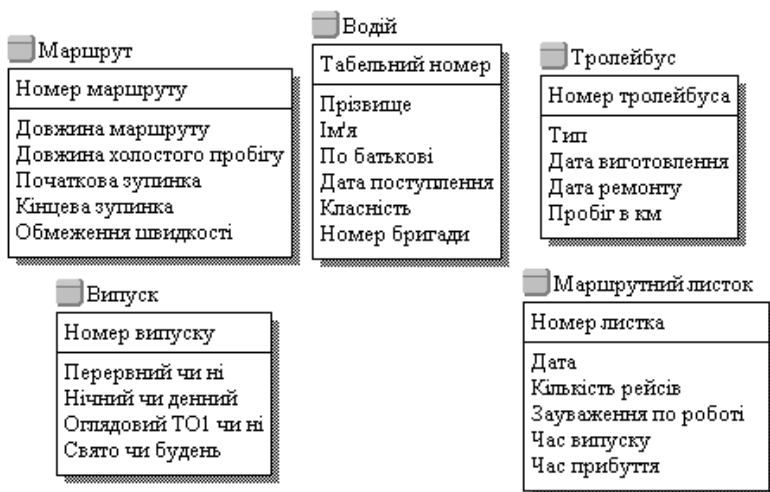 Маршрут
Номер маршруту
Довжина маршруту
Довжина холостого пробігу
Початкова зупинка
Кінцева зупинка
Обмеження швидкості
Водій
Табельний номер
Прізвище
Ім'я
По батькові
Дата поступлення
Класність
Номер бригади
Тролейбус
Номер тролейбуса
Тип
Дата виготовлення
Дата ремонту
Пробіг в км
Випуск
Номер випуску
Перервний чи ні
Нічний чи денний
Оглядовий ТО1 чи ні
Свято чи будень
Маршрутний листок
Номер листка
Дата
Кількість рейсів
Зауваження по роботі
Час випуску
Час прибуття